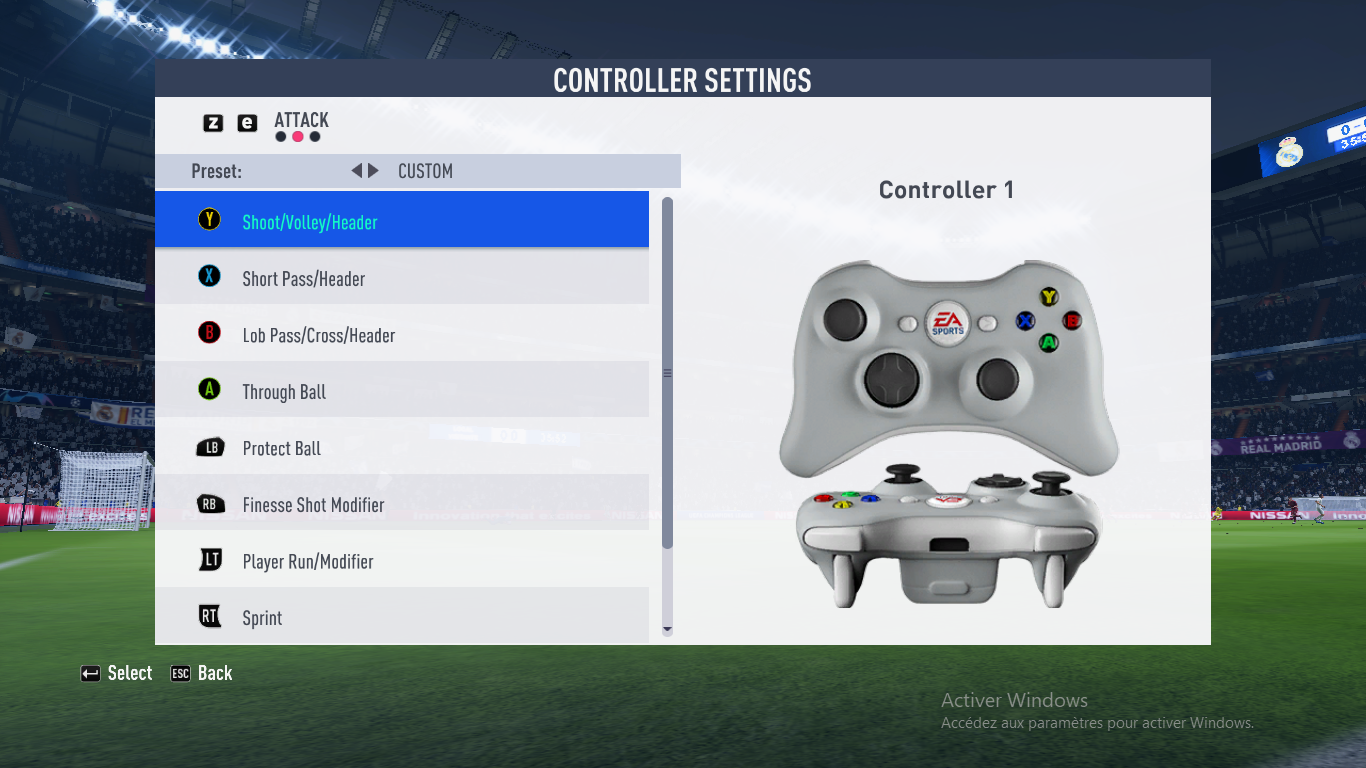 CONTROLLER SETTINGS
z e ATTACK
Preset: CUSTOM
Y Shoot/Volley/Header
X Short Pass/Header
B Lob Pass/Cross/Header
A Through Ball
LB Protect Ball
RB Finesse Shot Modifier
LT Player Run/Modifier
RT Sprint
Controller 1
EA
SPORTS
Y
X B
A
REAL MADRID
NISSAN
Select ESC Back
Activer Windows
Accédez aux paramètres pour activer Windows.